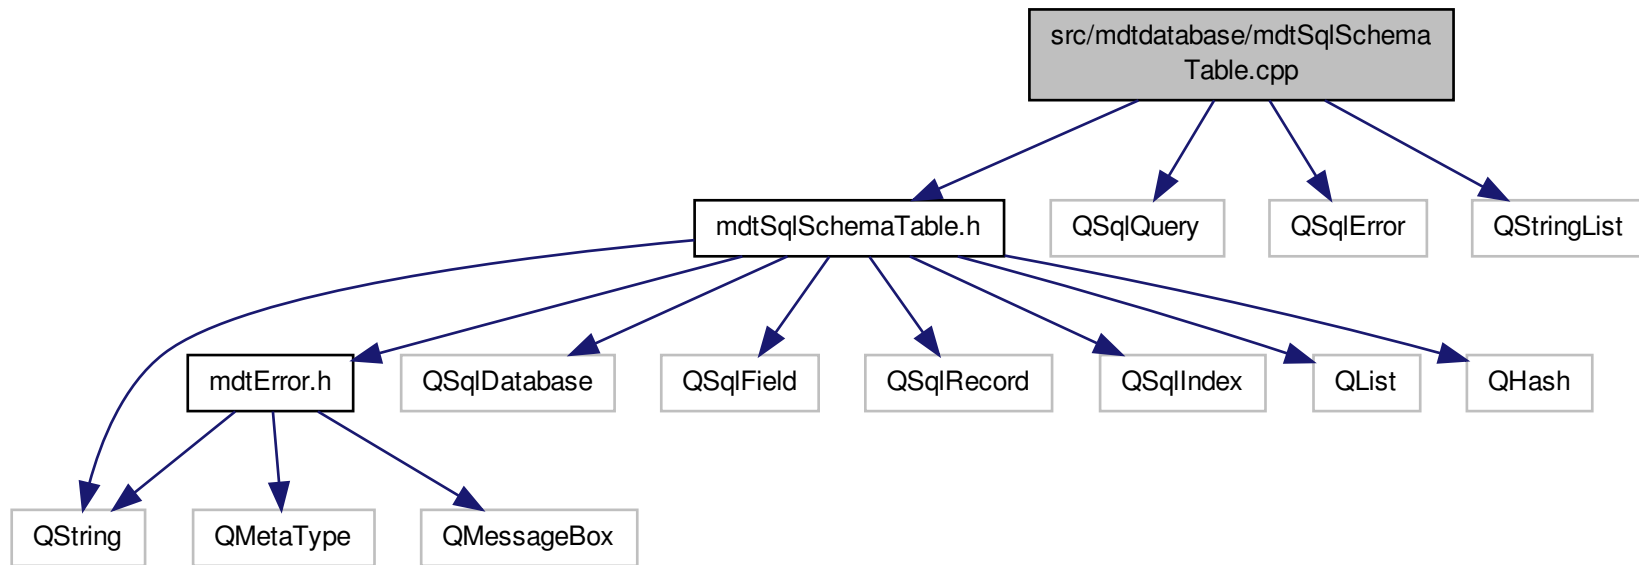 src/mdtdatabase/mdtSqlSchema
Table.cpp
mdtSqlSchemaTable.h
QSqlQuery
QSqlError
QStringList
mdtError.h
QSqlDatabase
QSqlField
QSqlRecord
QSqlIndex
QList
QHash
QString
QMetaType
QMessageBox